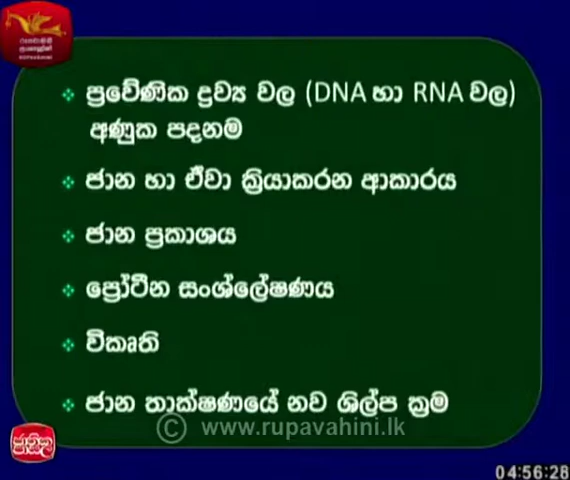 ❖ ප්‍රවේණික ද්‍රව්‍ය වල (DNA හා RNA වල)
අණුක පදනම
❖ ජාන හා ඒවා ක්‍රියාකරන ආකාරය
❖ ජාන ප්‍රකාශය
❖ ප්‍රෝටීන සංශ්ලේෂණය
❖ විකෘති
❖ ජාන තාක්ෂණයේ නව ශිල්ප ක්‍රම
© www.rupavahini.lk
ජාතික
පාසල
04:56:28